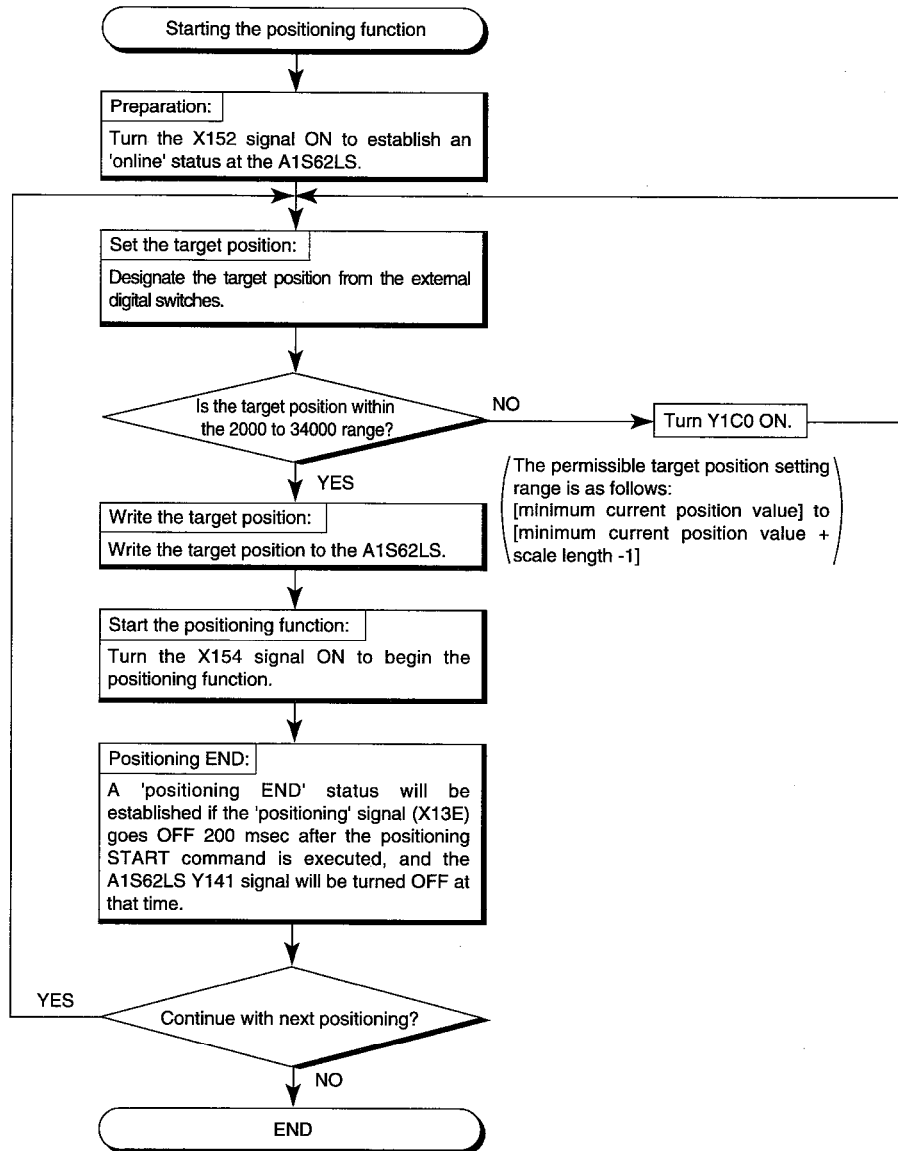 Starting the positioning function
Preparation:
Turn the X152 signal ON to establish an
'online' status at the A1S62LS.
Set the target position:
Designate the target position from the external
digital switches.
Is the target position within
the 2000 to 34000 range?
NO
Turn Y1C0 ON.
The permissible target position setting
range is as follows:
[minimum current position value] to
[minimum current position value +
scale length -1]
YES
Write the target position:
Write the target position to the A1S62LS.
Start the positioning function:
Turn the X154 signal ON to begin the
positioning function.
Positioning END:
A 'positioning END' status will be
established if the 'positioning' signal (X13E)
goes OFF 200 msec after the positioning
START command is executed, and the
A1S62LS Y141 signal will be turned OFF at
that time.
YES
Continue with next positioning?
NO
END